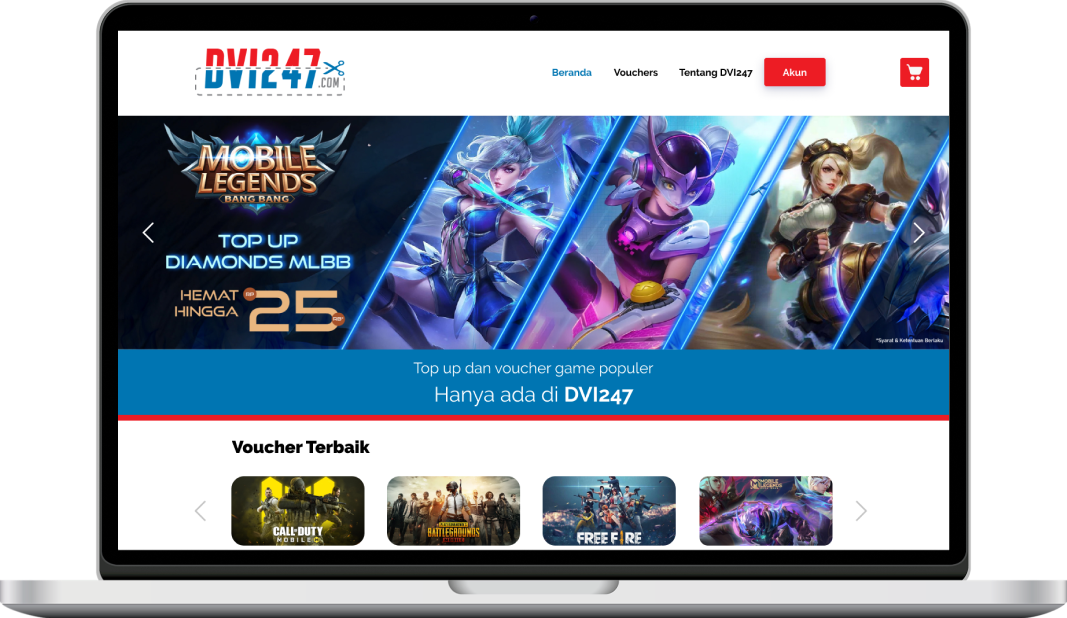 DVI247
.COM
Beranda
Vouchers
Tentang DVI247
Akun
MOBILE
LEGENDS
BANG BANG
TOP UP
DIAMONDS MLBB
HEMAT
HINGGA
RP
25
RB*
*Syarat & Ketentuan Berlaku
Top up dan voucher game populer
Hanya ada di DVI247
Voucher Terbaik
CALL OF DUTY
MOBILE
BATTLEGROUNDS
FREE FIRE
MOBILE
LEGENDS